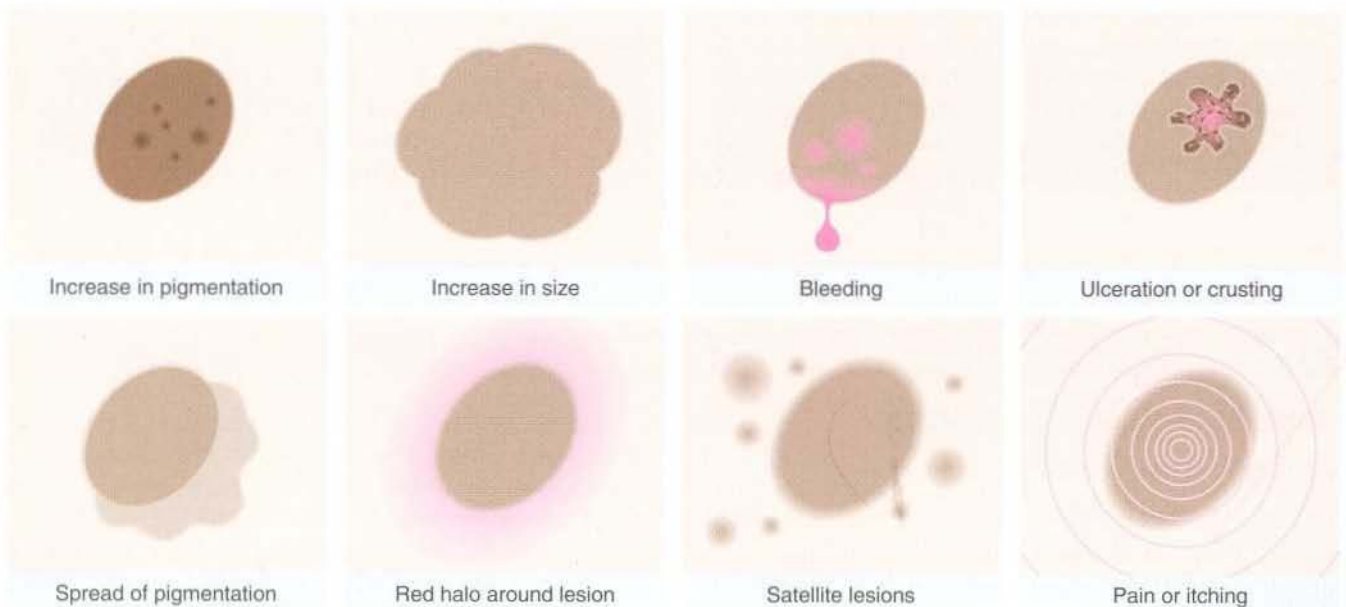 Increase in pigmentation
Increase in size
Bleeding
Ulceration or crusting
Spread of pigmentation
Red halo around lesion
Satellite lesions
Pain or itching